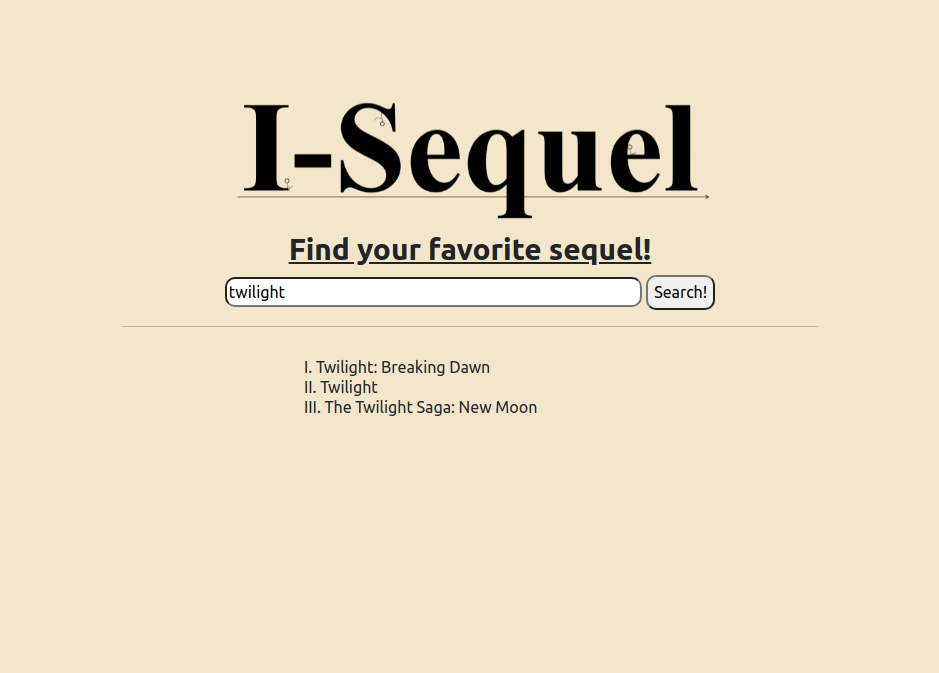 I-Sequel
Find your favorite sequel!
twilight Search!
I. Twilight: Breaking Dawn
II. Twilight
III. The Twilight Saga: New Moon